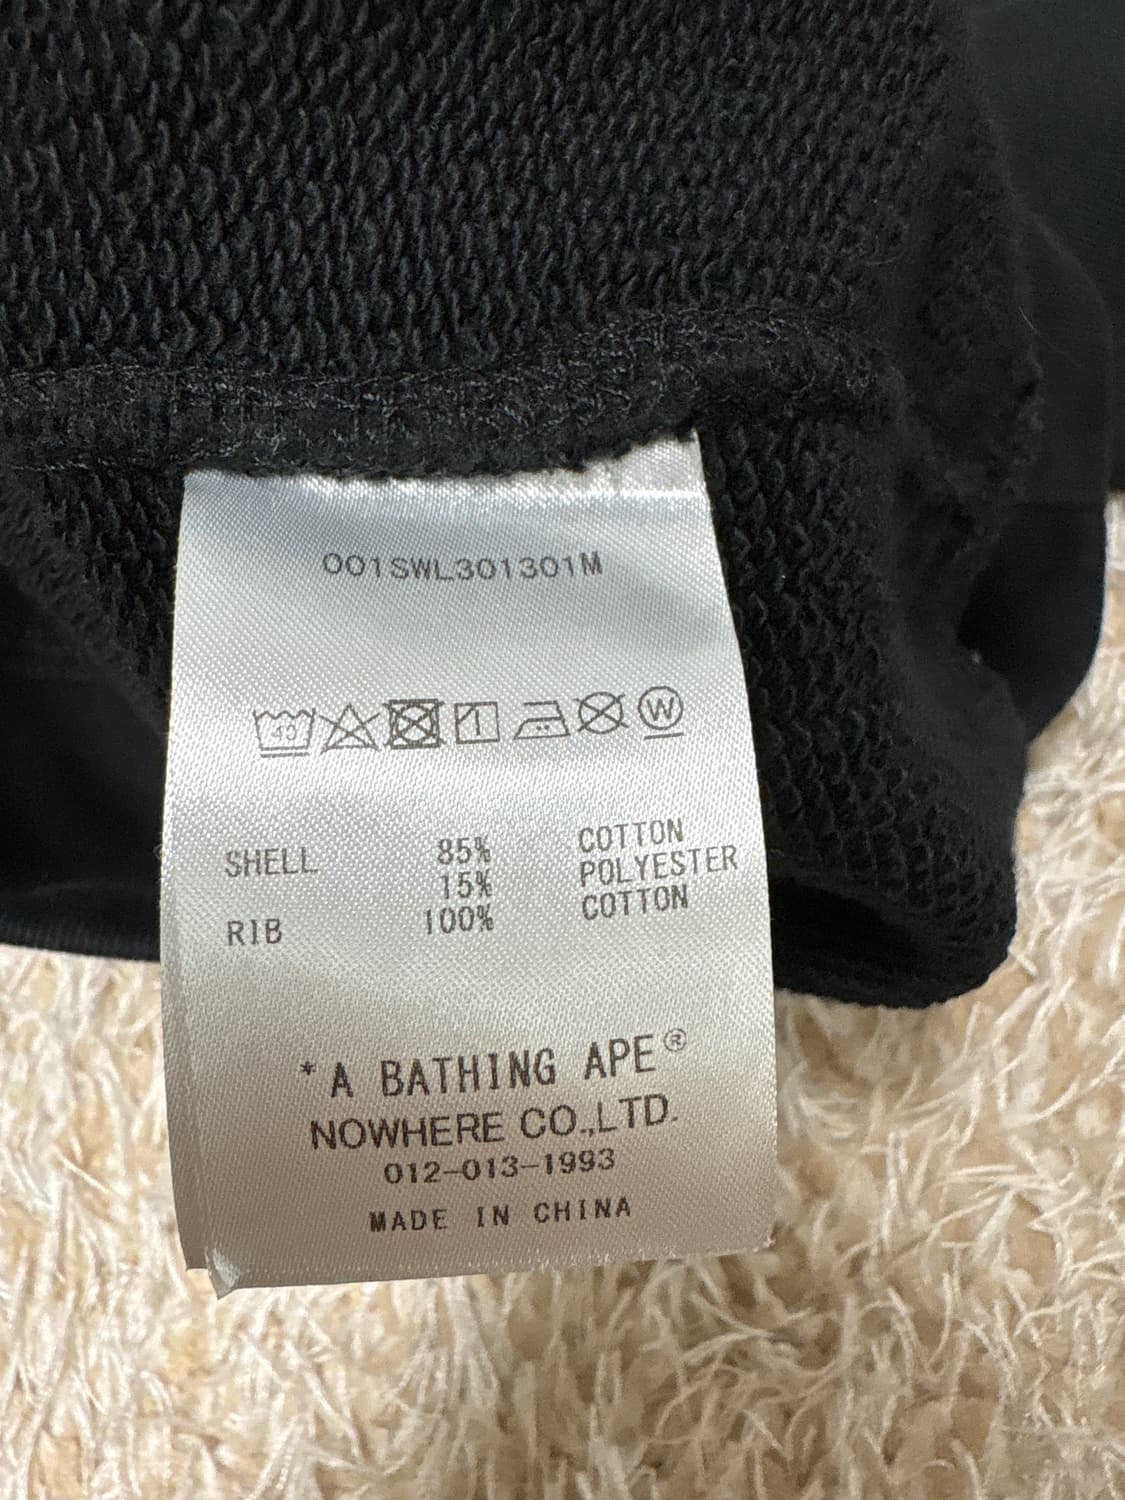 001SWL301301M
40 W
SHELL 85% COTTON
15% POLYESTER
RIB 100% COTTON
*A BATHING APE®
NOWHERE CO.,LTD.
012-013-1993
MADE IN CHINA